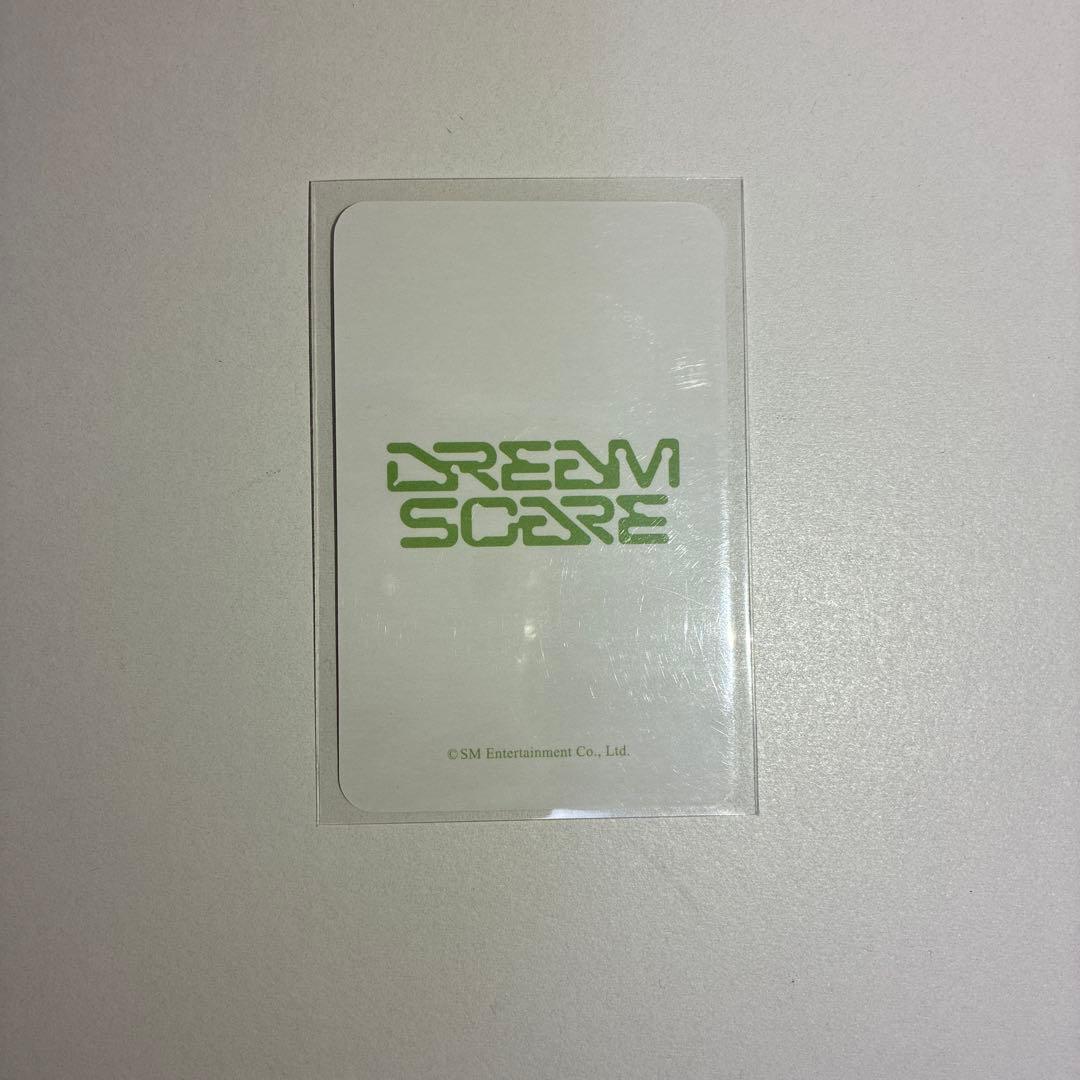 DREAM
SCAPE
©SM Entertainment Co., Ltd.